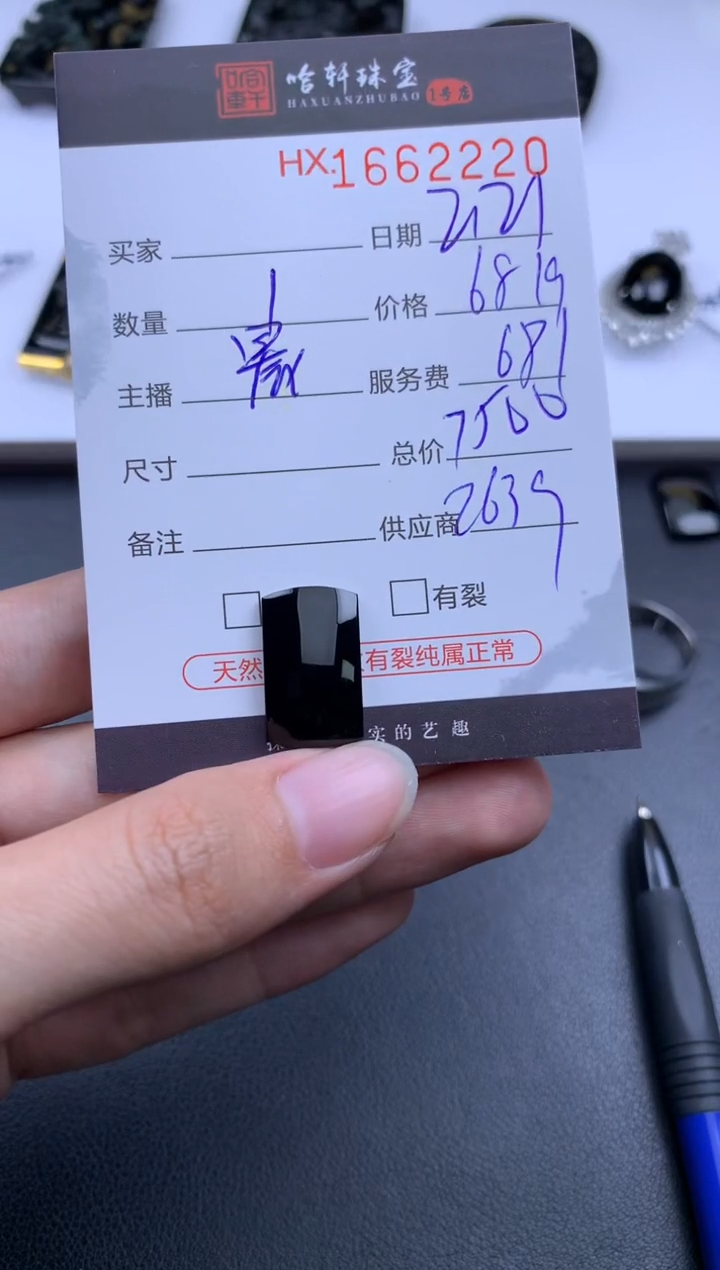 哈轩
哈轩珠宝
HAXUANZHUBAO 1号店
HX.1662220
买家 日期 2.21
数量 1 价格 6819
主播 服务费 681
尺寸 总价 7500
备注 供应商 2639
有裂
天然 有裂纯属正常
实的艺趣